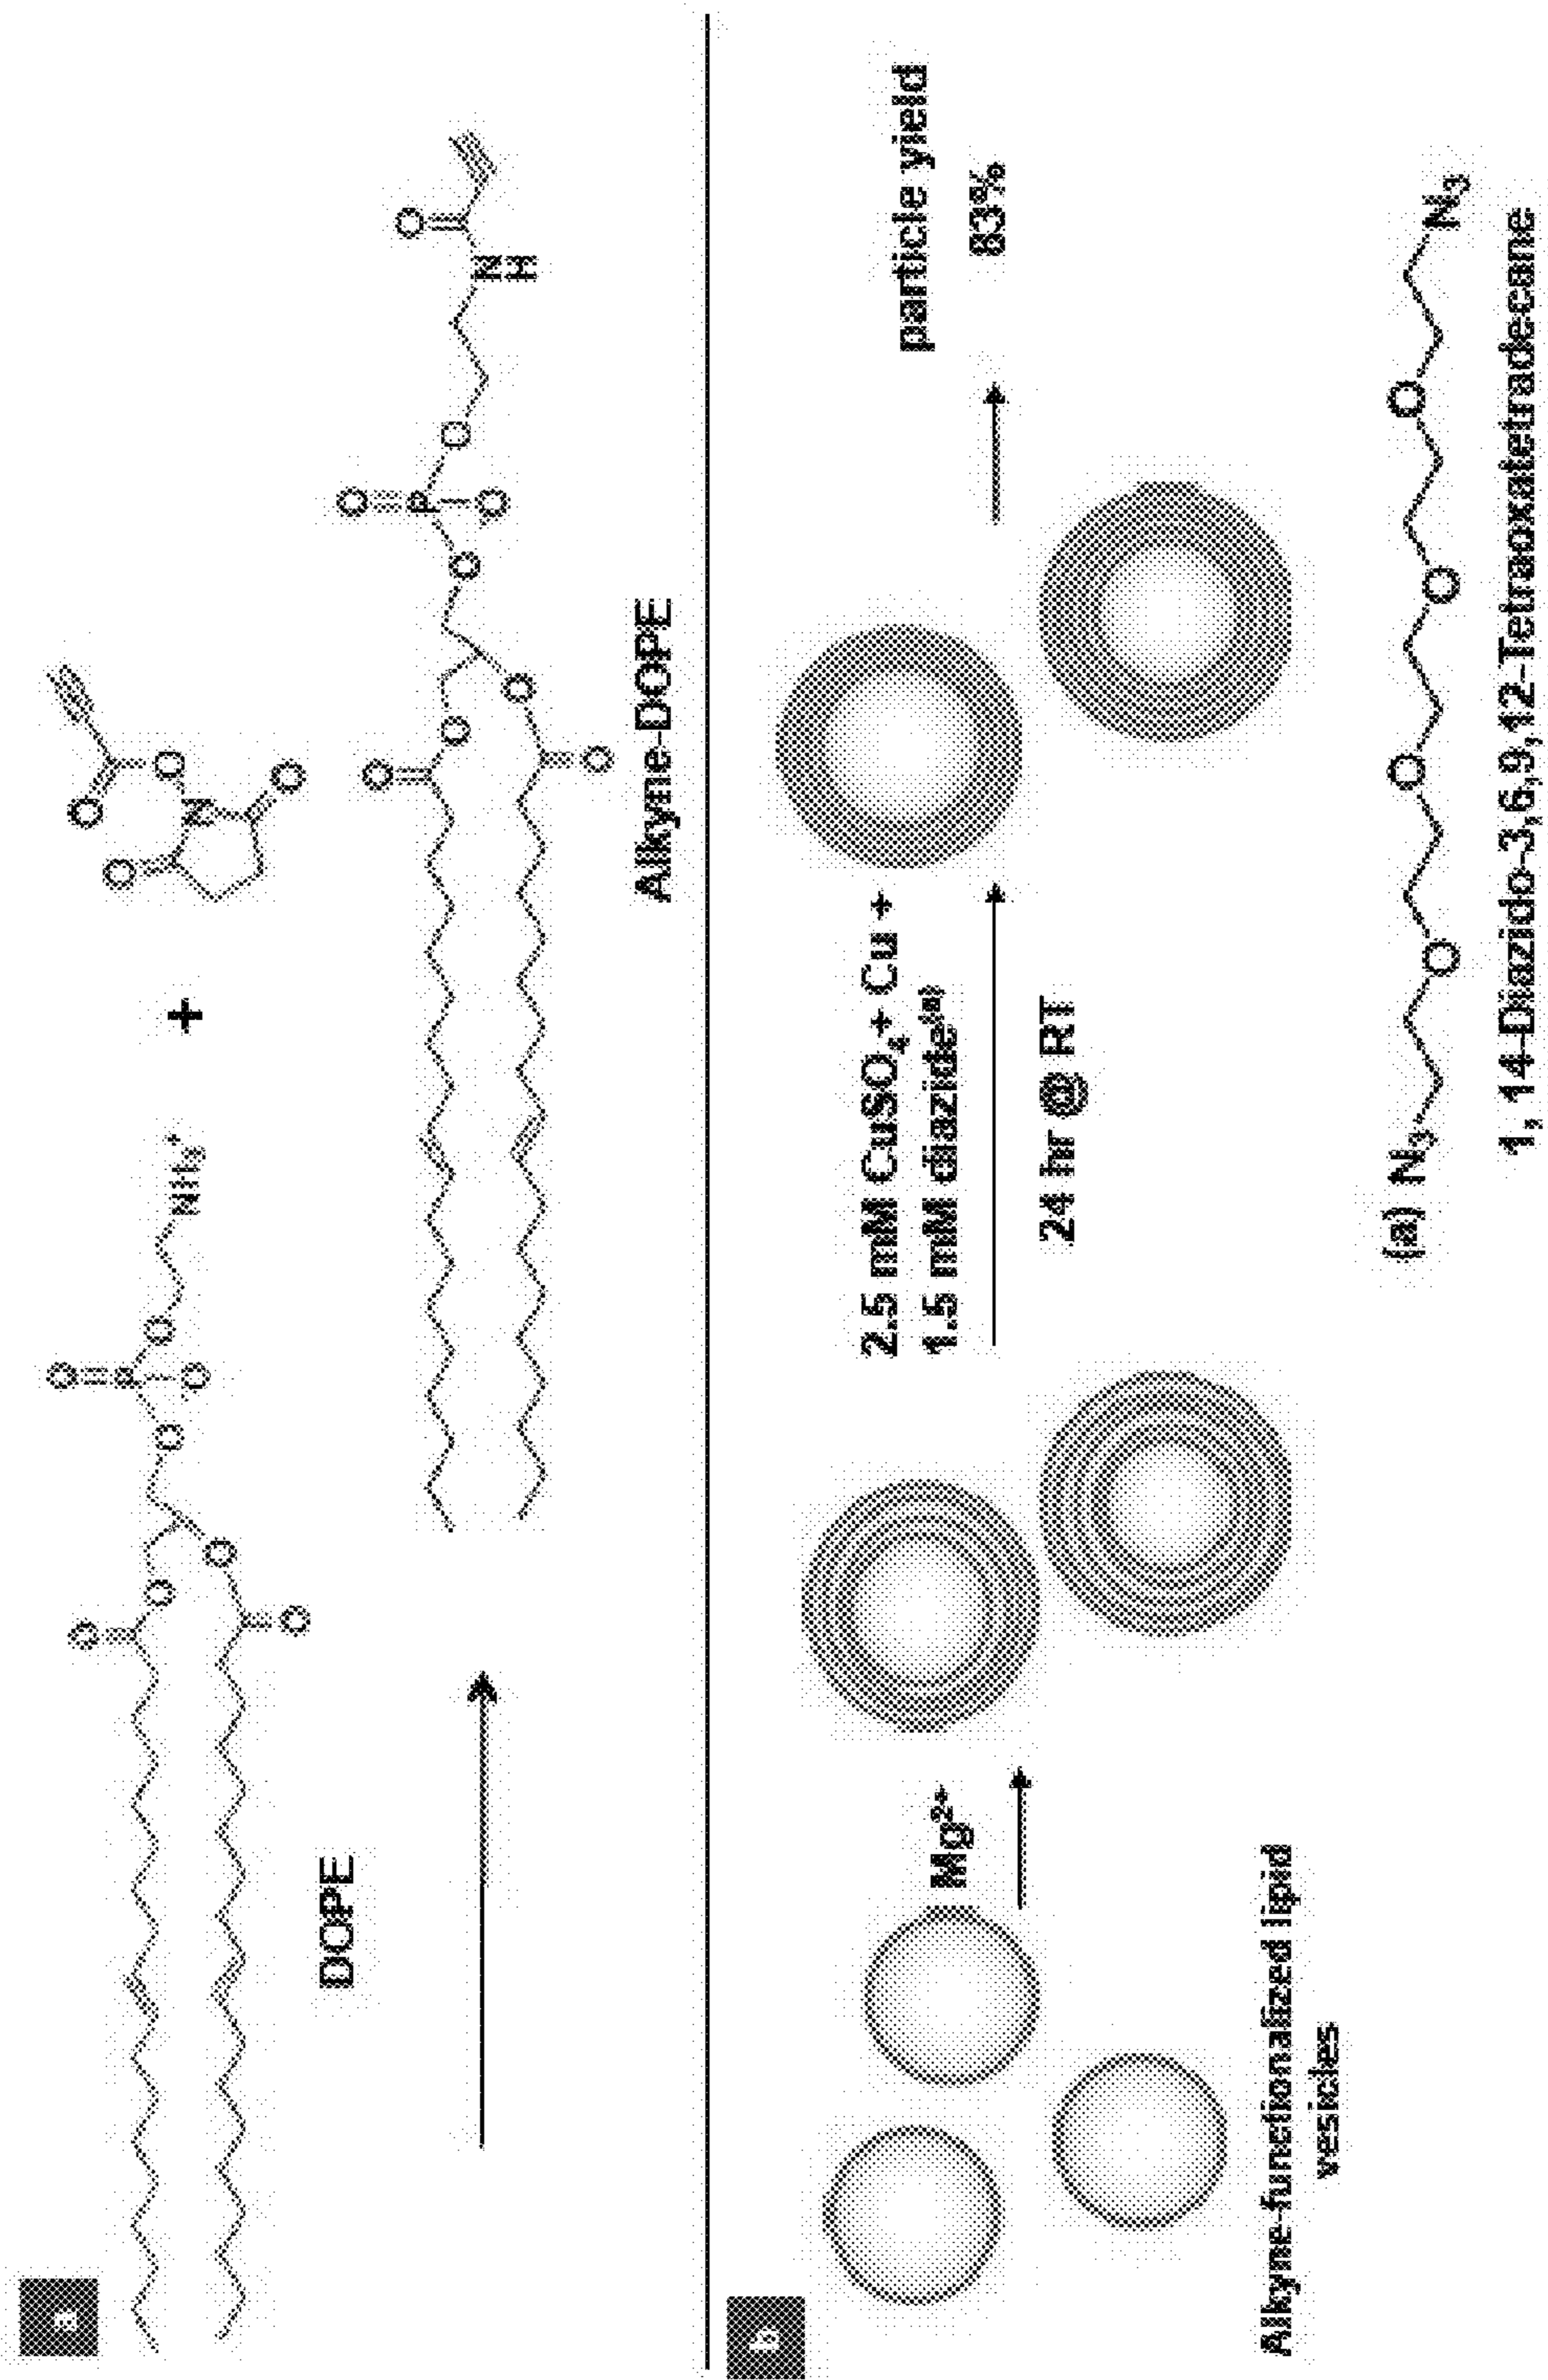 a
DOPE
+
Alkyne-DOPE
b
Alkyne-functionalized lipid
vesicles
Mg2+
2.5 mM CuSO4+ Cu +
1.5 mM diazide(a)
24 hr @ RT
particle yield
83%
(a) N3 O O O O N3
1, 14-Diazido-3,6,9,12-Tetraoxatetradecane